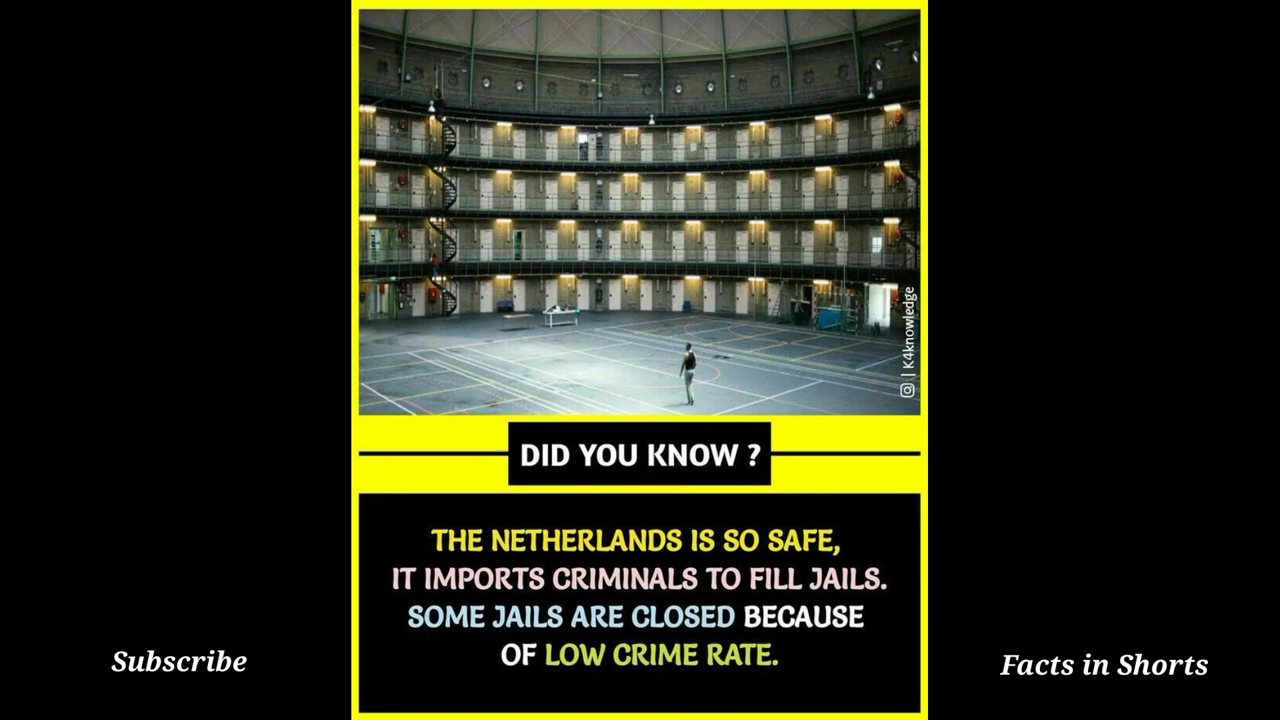 K4knowledge
DID YOU KNOW ?
THE NETHERLANDS IS SO SAFE,
IT IMPORTS CRIMINALS TO FILL JAILS.
SOME JAILS ARE CLOSED BECAUSE
OF LOW CRIME RATE.
Subscribe
Facts in Shorts